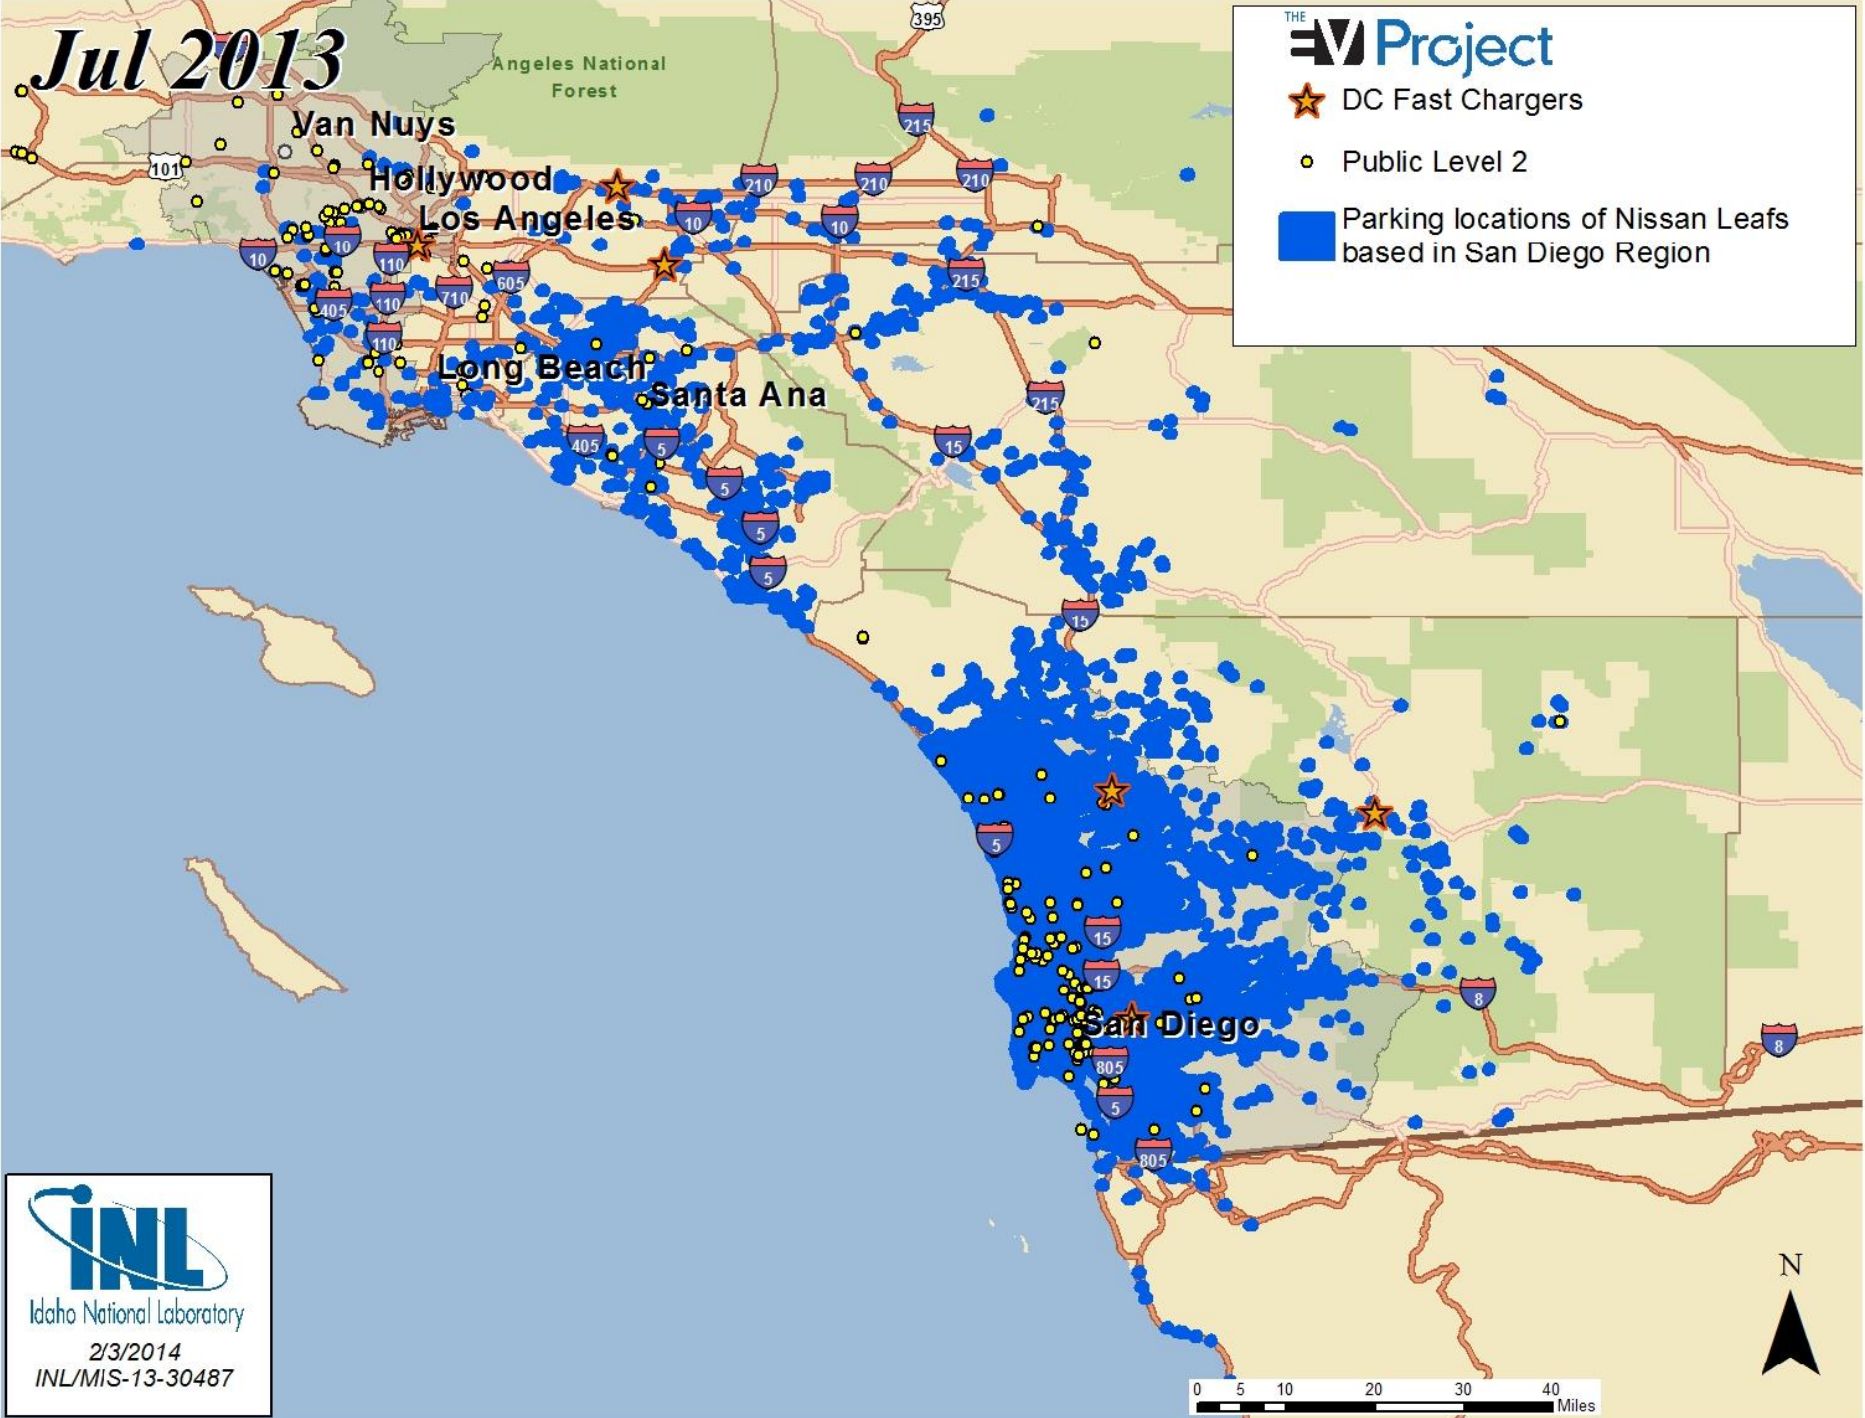 Jul 2013
Angeles National
Forest
395
THE
EV Project
DC Fast Chargers
Public Level 2
Parking locations of Nissan Leafs
based in San Diego Region
Van Nuys
101
Hollywood
Los Angeles
215
210
210
210
10
10
10
10
110
605
215
710
110
405
110
Long Beach
Santa Ana
215
405
5
15
5
5
5
15
5
15
15
8
San Diego
8
805
5
805
INL
Idaho National Laboratory
2/3/2014
INL/MIS-13-30487
N
0 5 10 20 30 40
Miles